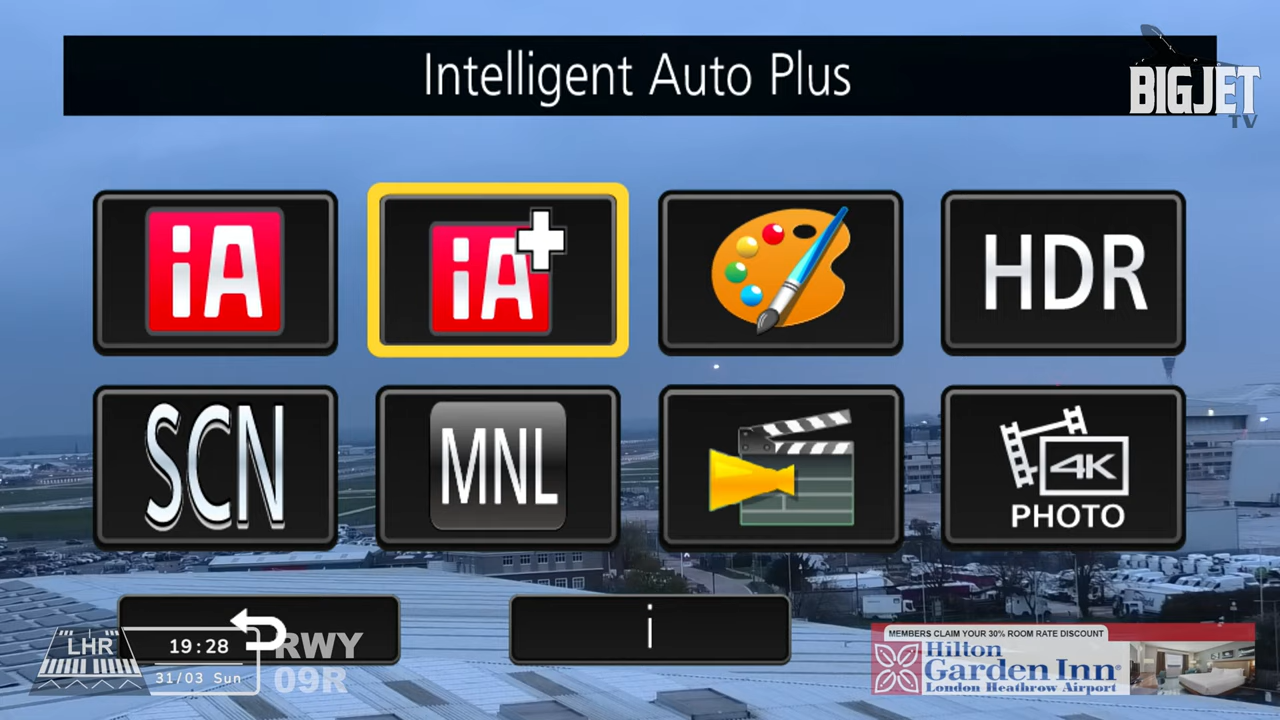 Intelligent Auto Plus
BIGJET
TV
iA
iA+
HDR
SCN
MNL
4K
PHOTO
i
LHR
19:28
31/03 Sun
RWY
09R
MEMBERS CLAIM YOUR 30% ROOM RATE DISCOUNT
Hilton
Garden Inn®
London Heathrow Airport